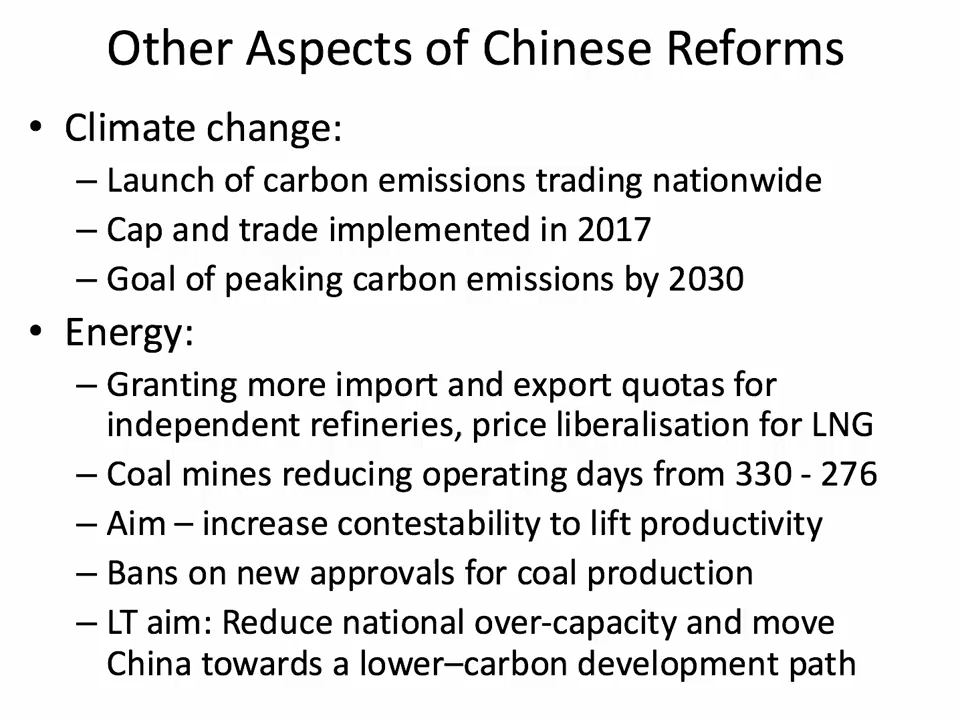 Other Aspects of Chinese Reforms
• Climate change:
– Launch of carbon emissions trading nationwide
– Cap and trade implemented in 2017
– Goal of peaking carbon emissions by 2030
• Energy:
– Granting more import and export quotas for
independent refineries, price liberalisation for LNG
– Coal mines reducing operating days from 330 - 276
– Aim – increase contestability to lift productivity
– Bans on new approvals for coal production
– LT aim: Reduce national over-capacity and move
China towards a lower–carbon development path